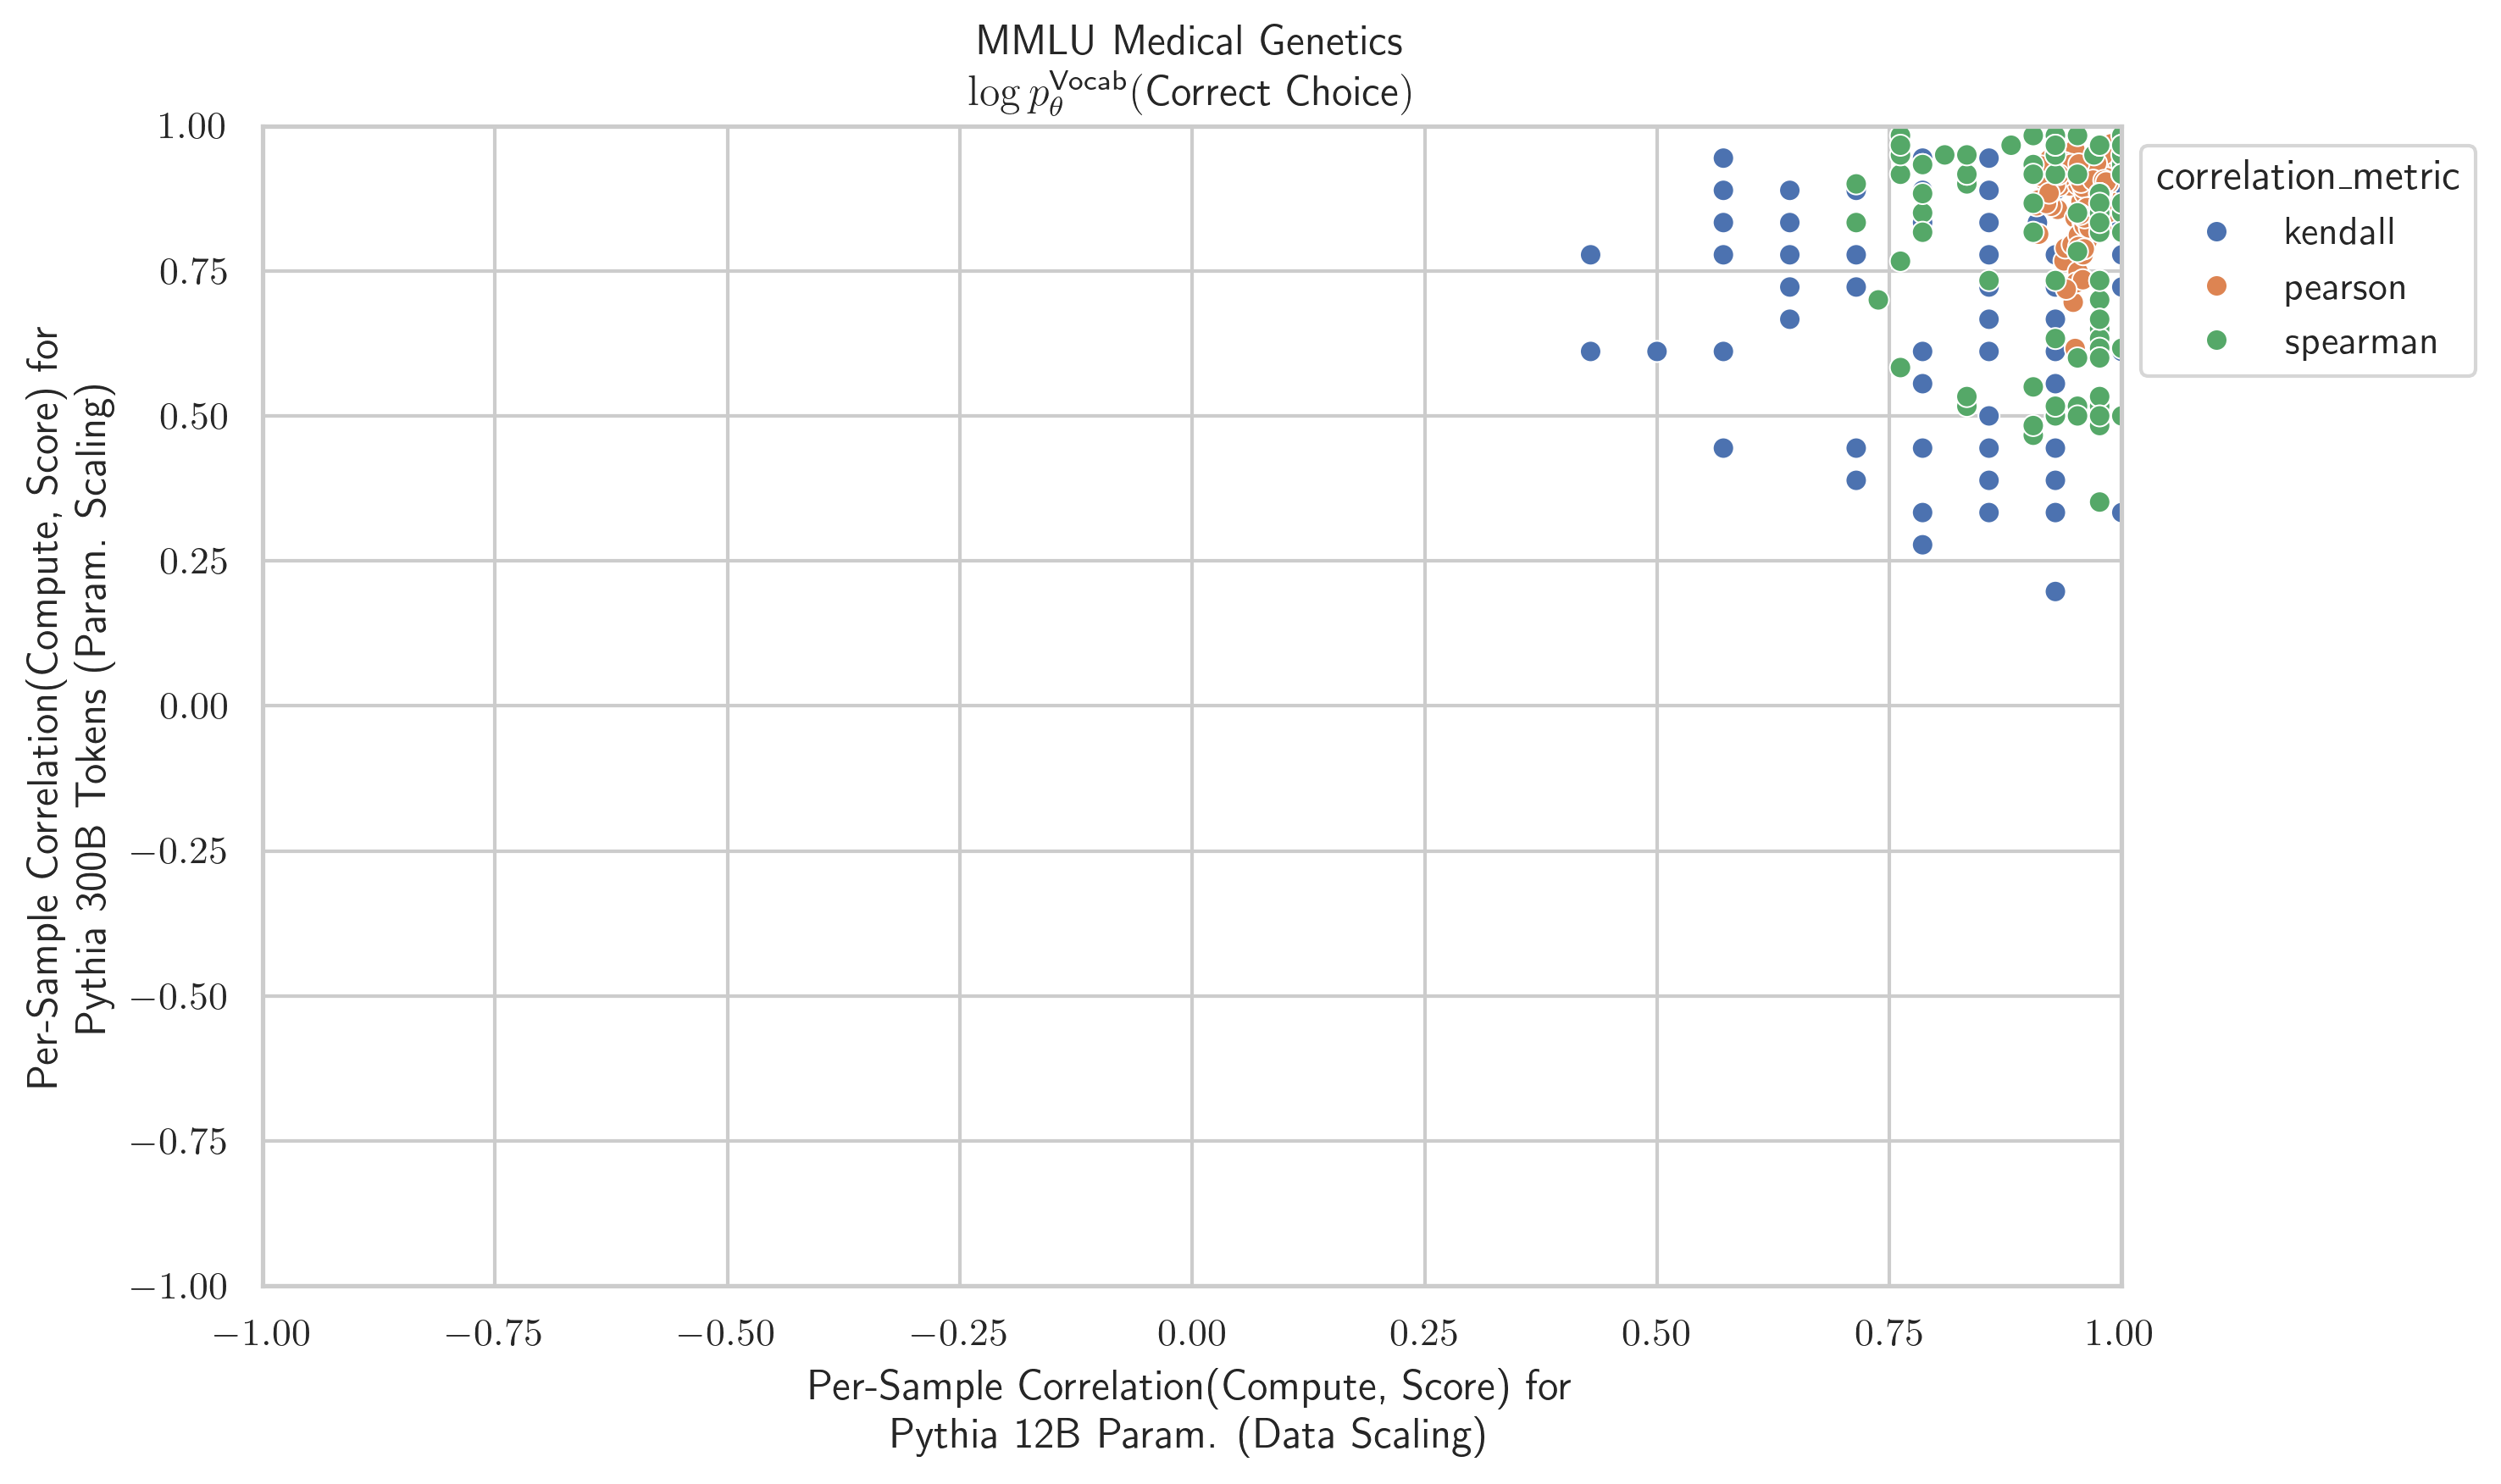 MMLU Medical Genetics
log p_θ^Vocab(Correct Choice)
Per-Sample Correlation(Compute, Score) for
Pythia 300B Tokens (Param. Scaling)
1.00
0.75
0.50
0.25
0.00
−0.25
−0.50
−0.75
−1.00
−1.00 −0.75 −0.50 −0.25 0.00 0.25 0.50 0.75 1.00
Per-Sample Correlation(Compute, Score) for
Pythia 12B Param. (Data Scaling)
correlation_metric
kendall
pearson
spearman